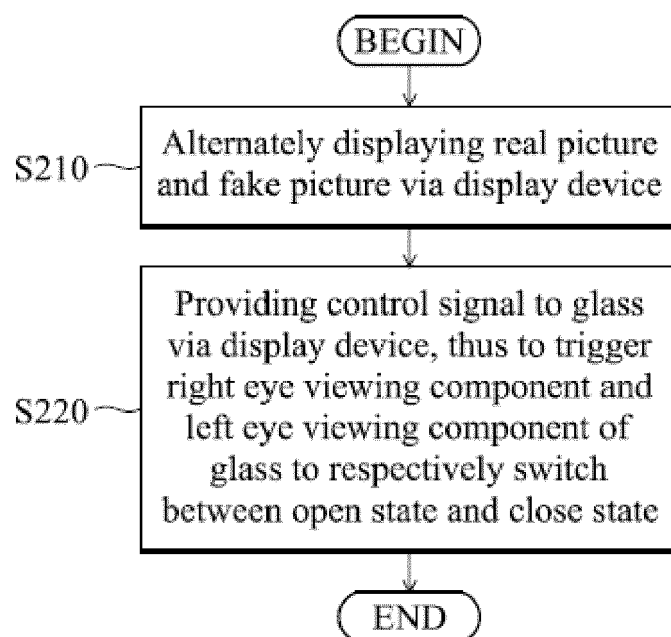 BEGIN
S210
Alternately displaying real picture
and fake picture via display device
S220
Providing control signal to glass
via display device, thus to trigger
right eye viewing component and
left eye viewing component of
glass to respectively switch
between open state and close state
END